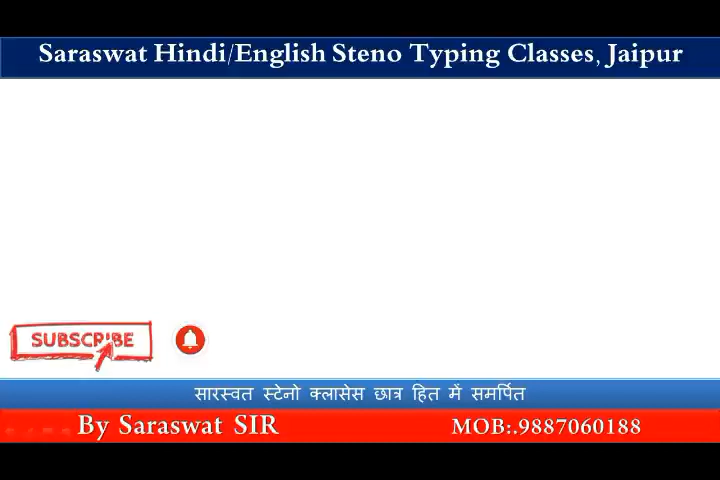 Saraswat Hindi/English Steno Typing Classes, Jaipur
SUBSCRIBE
सारस्वत स्टेनो क्लासेस छात्र हित में समर्पित
By Saraswat SIR MOB:.9887060188